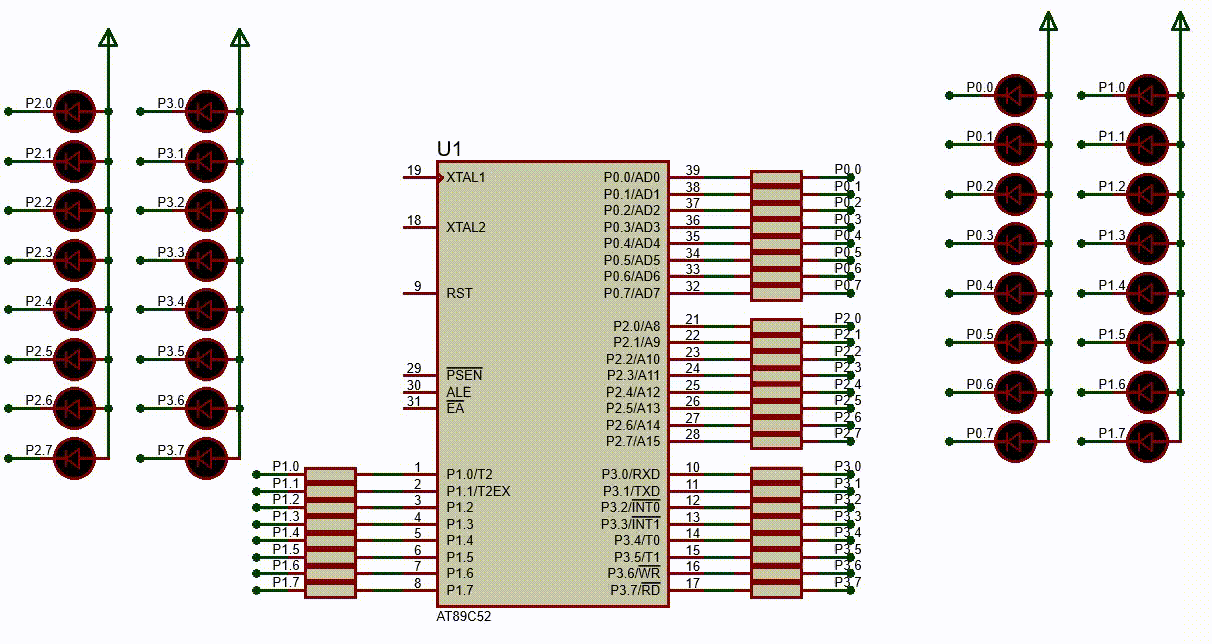 P2.0
P2.1
P2.2
P2.3
P2.4
P2.5
P2.6
P2.7
P3.0
P3.1
P3.2
P3.3
P3.4
P3.5
P3.6
P3.7
U1
19 XTAL1
18 XTAL2
9 RST
29 PSEN
30 ALE
31 EA
P1.0 1 P1.0/T2
P1.1 2 P1.1/T2EX
P1.2 3 P1.2
P1.3 4 P1.3
P1.4 5 P1.4
P1.5 6 P1.5
P1.6 7 P1.6
P1.7 8 P1.7
P0.0/AD0 39 P0.0
P0.1/AD1 38 P0.1
P0.2/AD2 37 P0.2
P0.3/AD3 36 P0.3
P0.4/AD4 35 P0.4
P0.5/AD5 34 P0.5
P0.6/AD6 33 P0.6
P0.7/AD7 32 P0.7
P2.0/A8 21 P2.0
P2.1/A9 22 P2.1
P2.2/A10 23 P2.2
P2.3/A11 24 P2.3
P2.4/A12 25 P2.4
P2.5/A13 26 P2.5
P2.6/A14 27 P2.6
P2.7/A15 28 P2.7
P3.0/RXD 10 P3.0
P3.1/TXD 11 P3.1
P3.2/INT0 12 P3.2
P3.3/INT1 13 P3.3
P3.4/T0 14 P3.4
P3.5/T1 15 P3.5
P3.6/WR 16 P3.6
P3.7/RD 17 P3.7
AT89C52
P0.0
P0.1
P0.2
P0.3
P0.4
P0.5
P0.6
P0.7
P1.0
P1.1
P1.2
P1.3
P1.4
P1.5
P1.6
P1.7